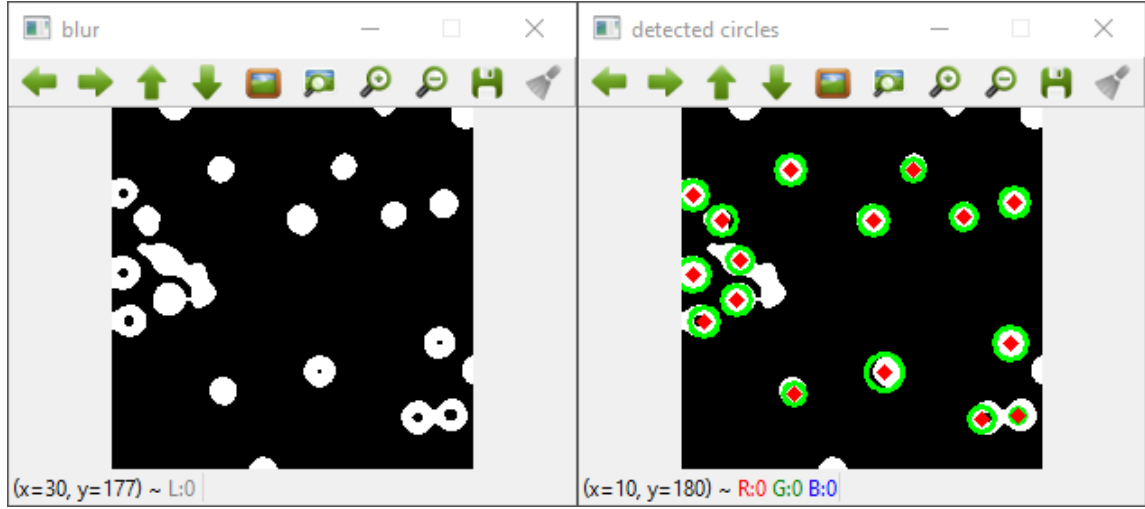 blur
detected circles
(x=30, y=177) ~ L:0
(x=10, y=180) ~ R:0 G:0 B:0